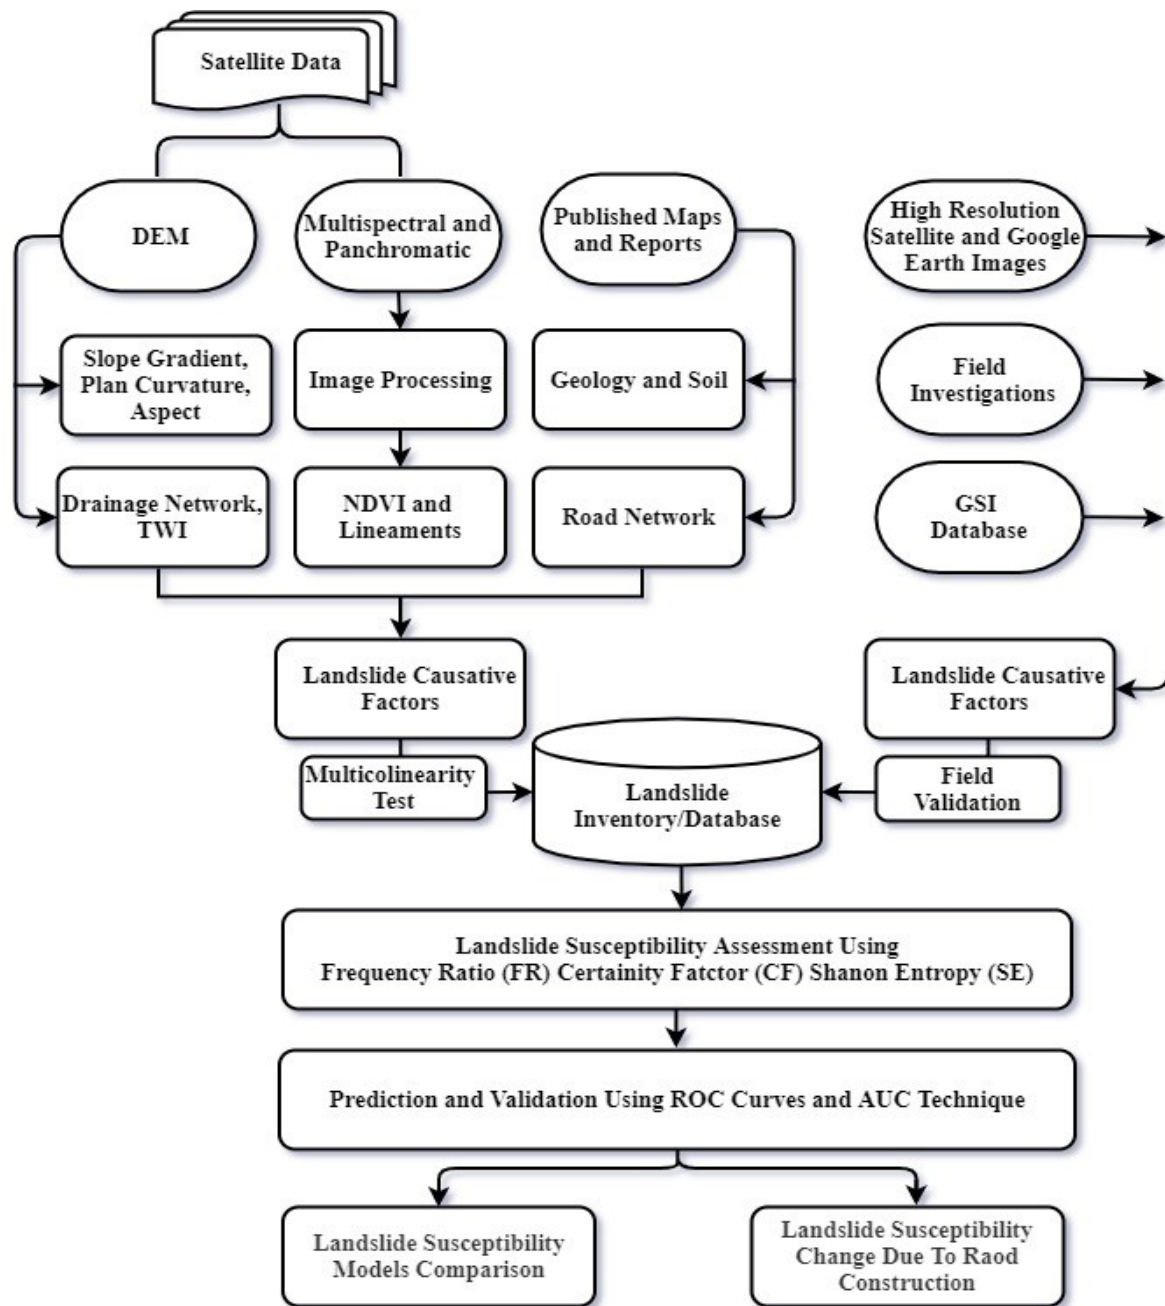 Satellite Data
DEM
Multispectral and
Panchromatic
Published Maps
and Reports
High Resolution
Satellite and Google
Earth Images
Slope Gradient,
Plan Curvature,
Aspect
Image Processing
Geology and Soil
Field
Investigations
Drainage Network,
TWI
NDVI and
Lineaments
Road Network
GSI
Database
Landslide Causative
Factors
Landslide Causative
Factors
Multicolinearity
Test
Landslide
Inventory/Database
Field
Validation
Landslide Susceptibility Assessment Using
Frequency Ratio (FR) Certainity Fatctor (CF) Shanon Entropy (SE)
Prediction and Validation Using ROC Curves and AUC Technique
Landslide Susceptibility
Models Comparison
Landslide Susceptibility
Change Due To Raod
Construction